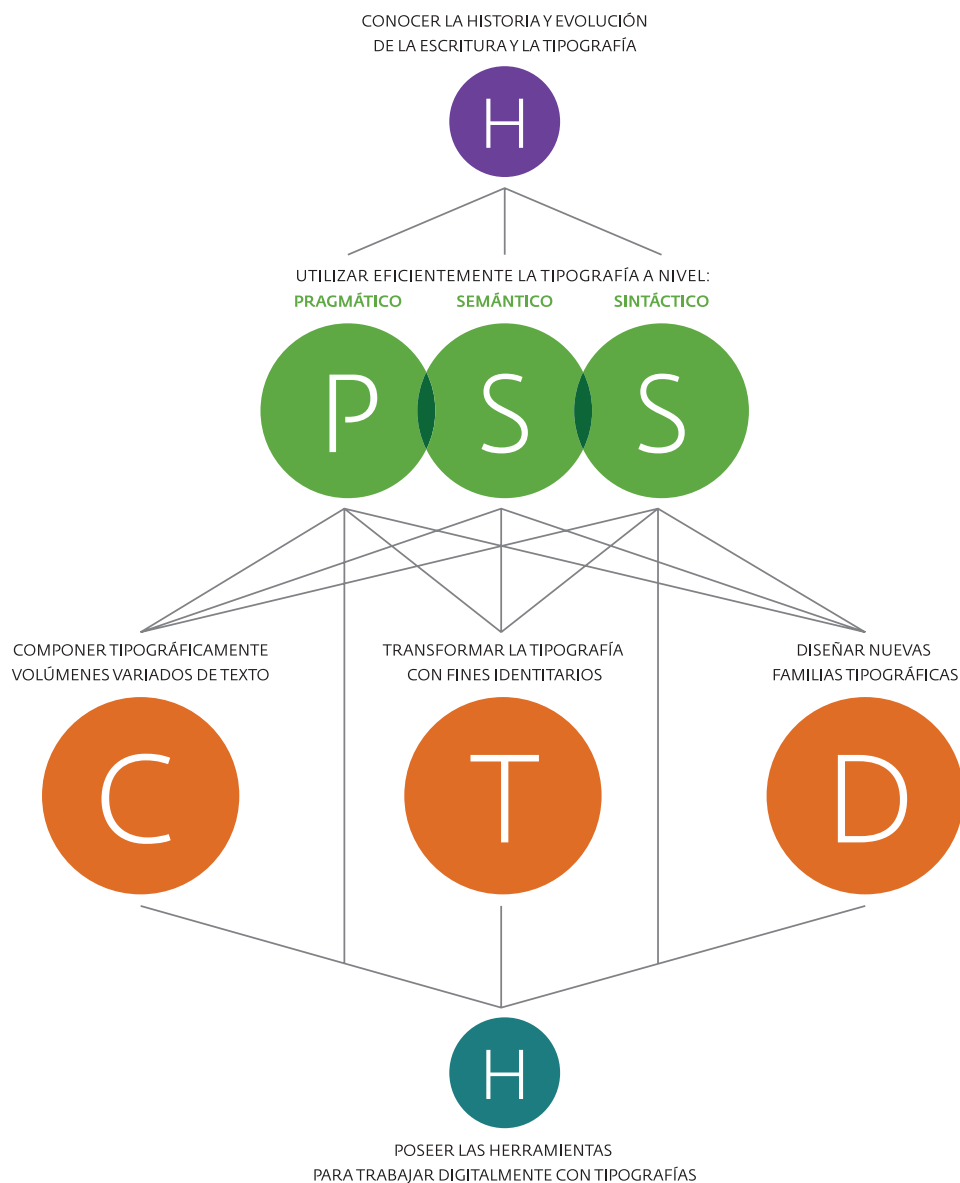 CONOCER LA HISTORIA Y EVOLUCIÓN
DE LA ESCRITURA Y LA TIPOGRAFÍA
H
UTILIZAR EFICIENTEMENTE LA TIPOGRAFÍA A NIVEL:
PRAGMÁTICO SEMÁNTICO SINTÁCTICO
P S S
COMPONER TIPOGRÁFICAMENTE
VOLÚMENES VARIADOS DE TEXTO
C
TRANSFORMAR LA TIPOGRAFÍA
CON FINES IDENTITARIOS
T
DISEÑAR NUEVAS
FAMILIAS TIPOGRÁFICAS
D
H
POSEER LAS HERRAMIENTAS
PARA TRABAJAR DIGITALMENTE CON TIPOGRAFÍAS